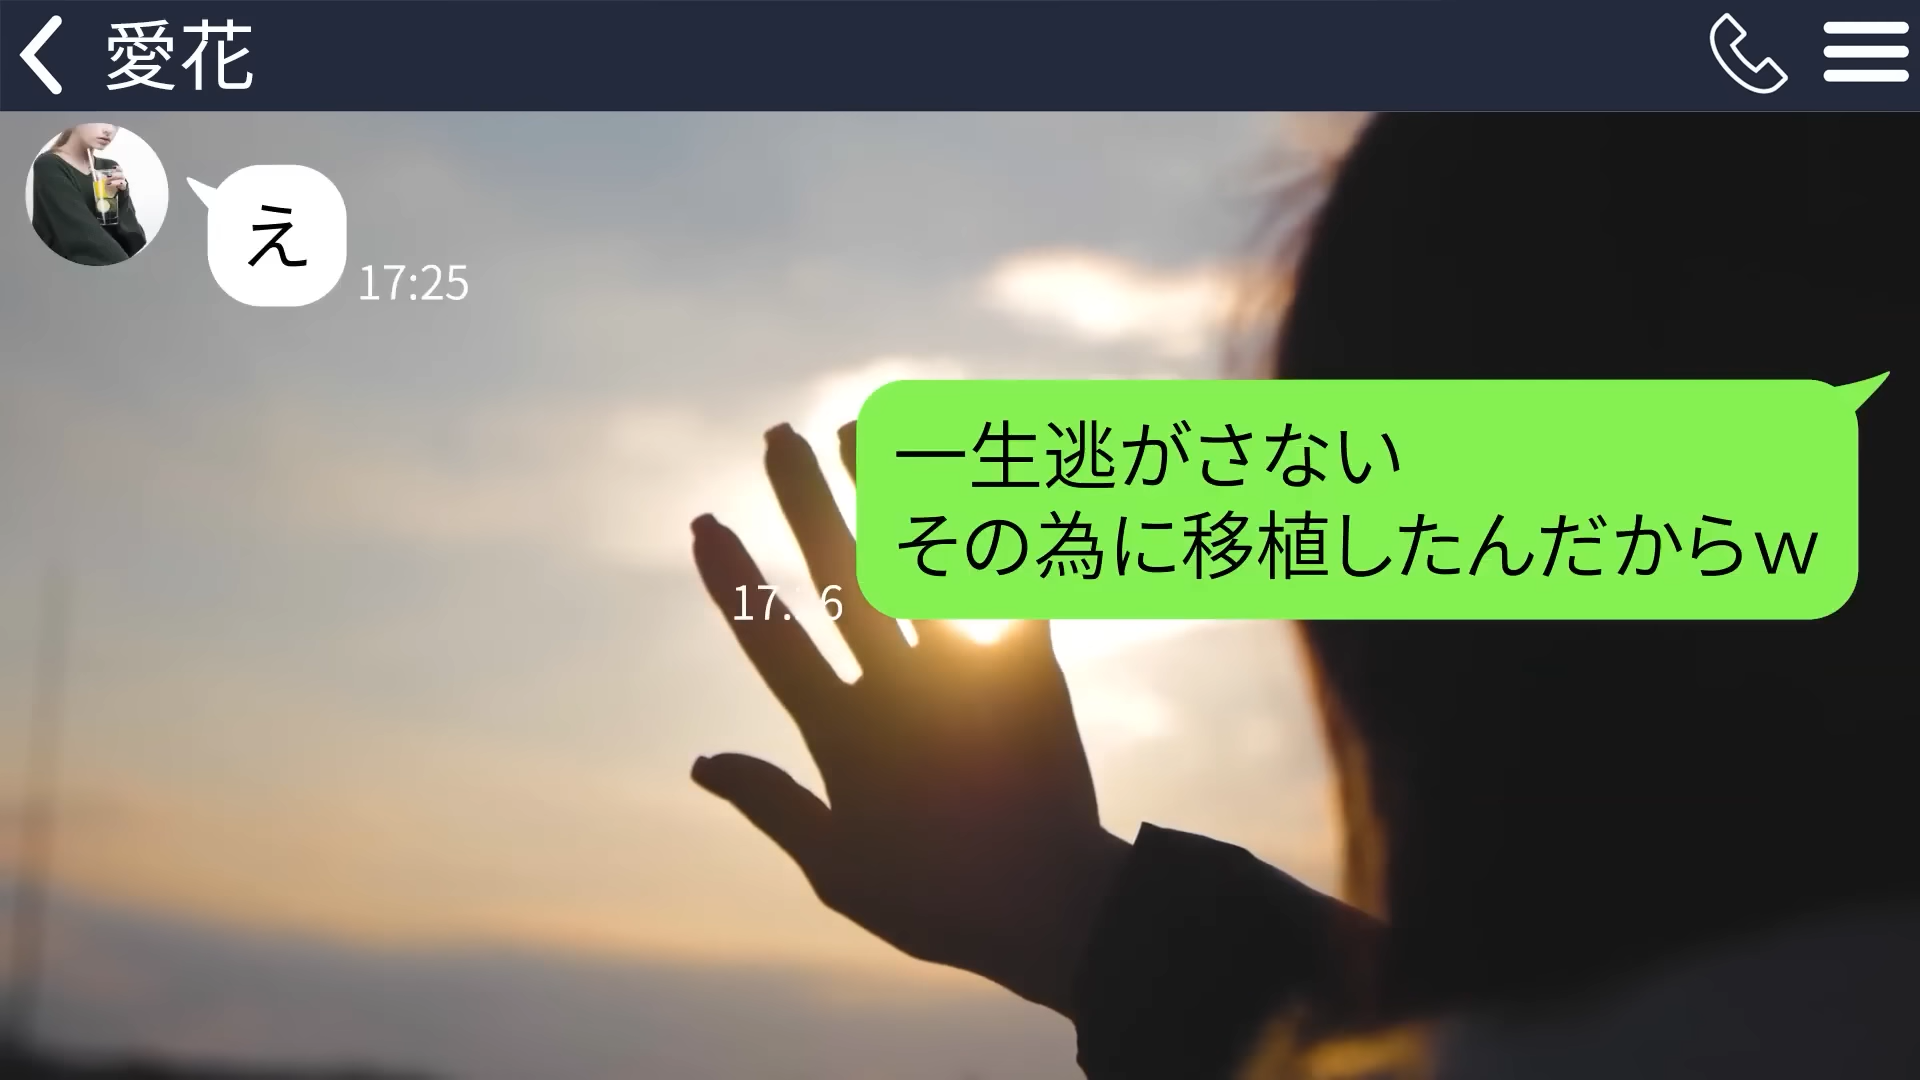 愛花
え
17:25
一生逃がさない
その為に移植したんだからｗ